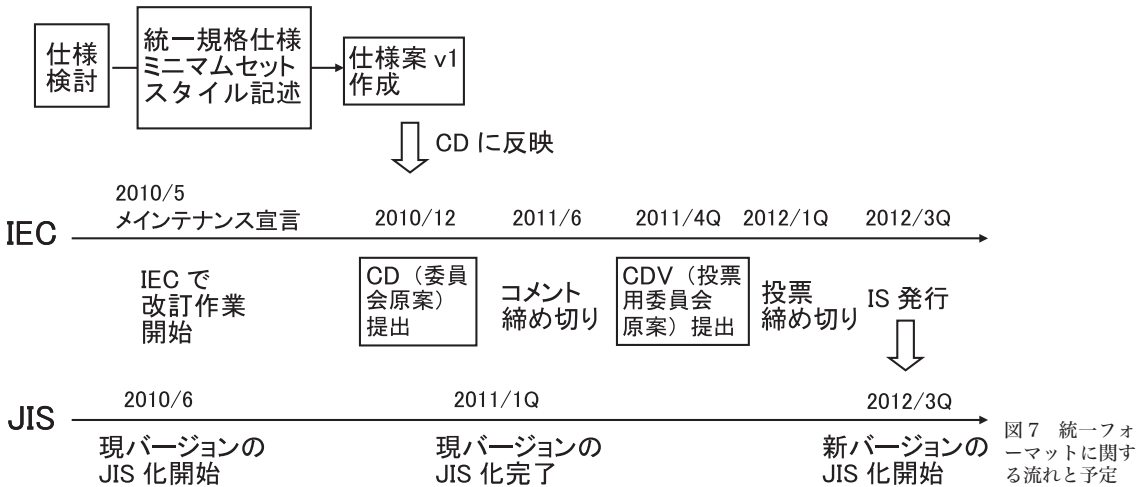 仕様
検討
統一規格仕様
ミニマムセット
スタイル記述
仕様案 v1
作成
CD に反映
2010/5
メインテナンス宣言
2010/12
2011/6
2011/4Q
2012/1Q
2012/3Q
IEC
IEC で
改訂作業
開始
CD（委員
会原案）
提出
コメント
締め切り
CDV（投票
用委員会
原案）提出
投票
締め切り
IS 発行
2010/6
2011/1Q
2012/3Q
JIS
現バージョンの
JIS 化開始
現バージョンの
JIS 化完了
新バージョンの
JIS 化開始
図7　統一フォ
ーマットに関す
る流れと予定